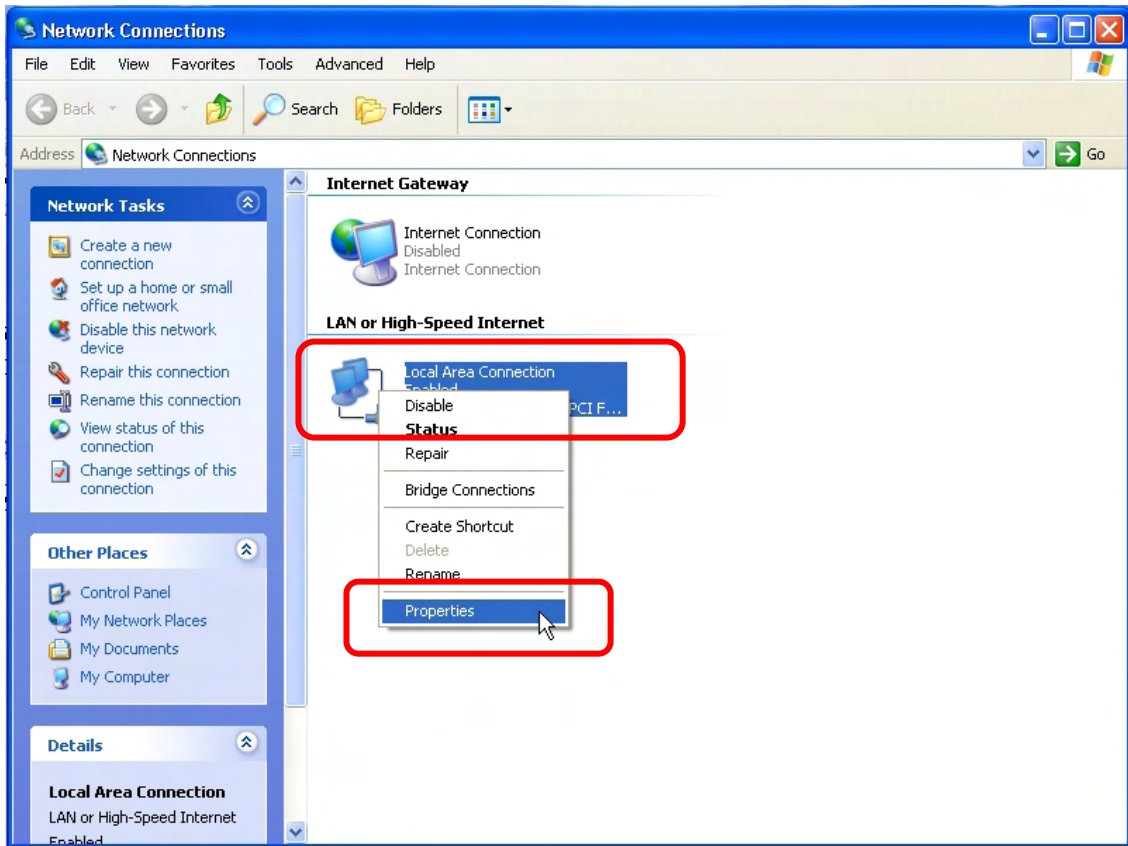 Network Connections
File Edit View Favorites Tools Advanced Help
Back Search Folders
Address Network Connections Go
Network Tasks
Create a new
connection
Set up a home or small
office network
Disable this network
device
Repair this connection
Rename this connection
View status of this
connection
Change settings of this
connection
Other Places
Control Panel
My Network Places
My Documents
My Computer
Details
Local Area Connection
LAN or High-Speed Internet
Enabled
Internet Gateway
Internet Connection
Disabled
Internet Connection
LAN or High-Speed Internet
Local Area Connection
Enabled
PCI F...
Disable
Status
Repair
Bridge Connections
Create Shortcut
Delete
Rename
Properties